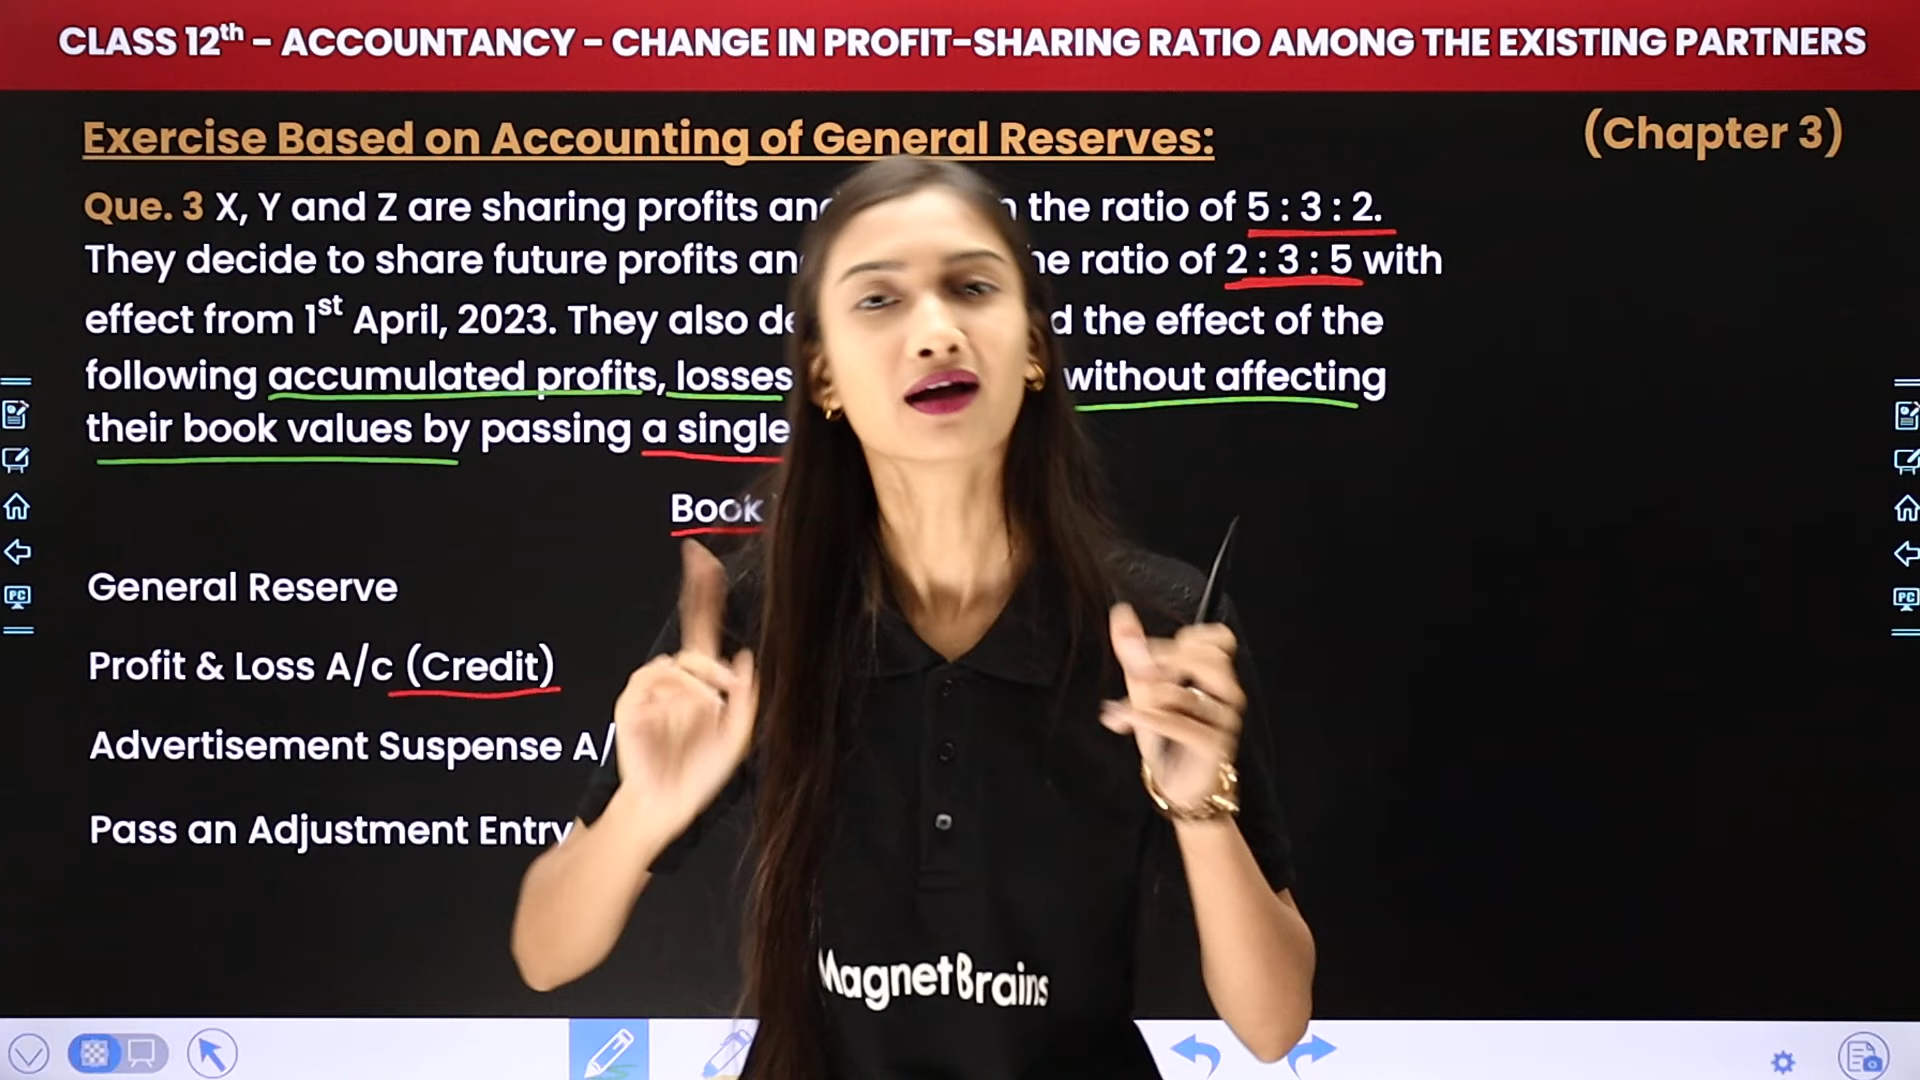 CLASS 12th - ACCOUNTANCY - CHANGE IN PROFIT-SHARING RATIO AMONG THE EXISTING PARTNERS
Exercise Based on Accounting of General Reserves:
(Chapter 3)
Que. 3 X, Y and Z are sharing profits the ratio of 5 : 3 : 2.
They decide to share future profits ratio of 2 : 3 : 5 with
effect from 1st April, 2023. They also the effect of the
following accumulated profits, losses without affecting
their book values by passing a single
Book
General Reserve
Profit & Loss A/c (Credit)
Advertisement Suspense A/
Pass an Adjustment Entry
MagnetBrains
PC
PC